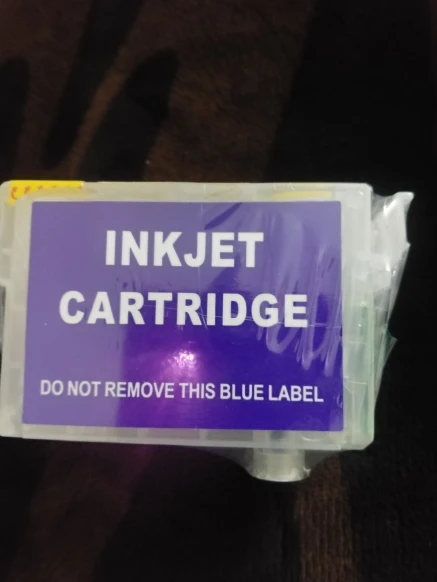 INKJET
CARTRIDGE
DO NOT REMOVE THIS BLUE LABEL